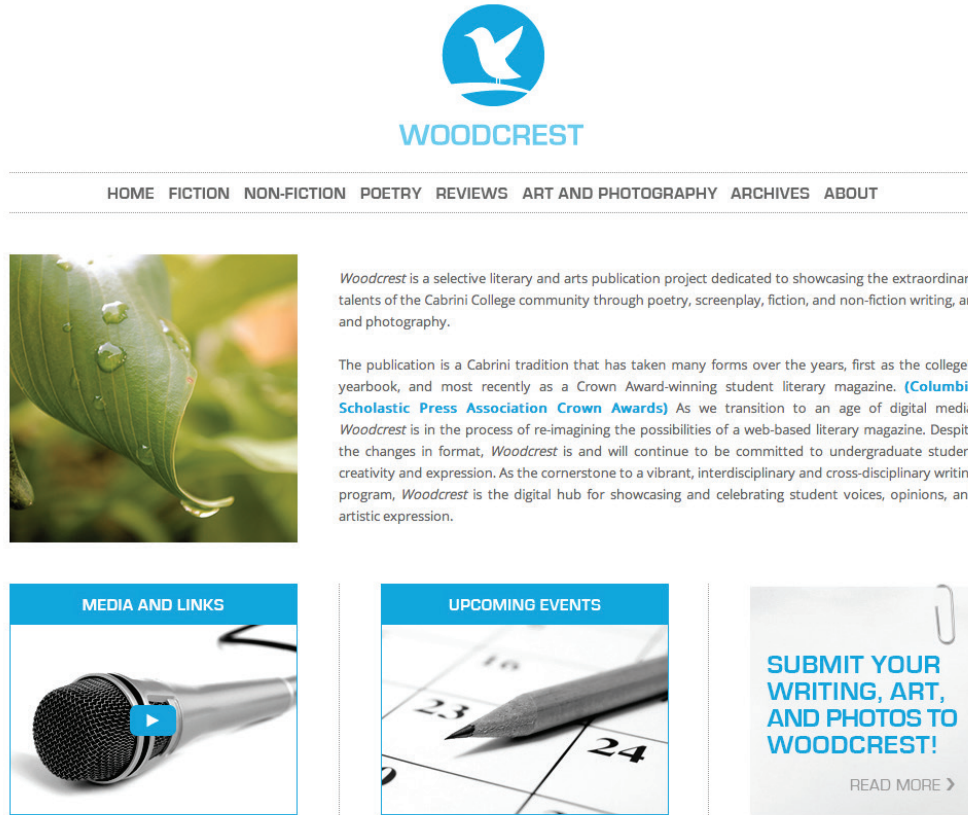 WOODCREST
HOME FICTION NON-FICTION POETRY REVIEWS ART AND PHOTOGRAPHY ARCHIVES ABOUT
Woodcrest is a selective literary and arts publication project dedicated to showcasing the extraordinar
talents of the Cabrini College community through poetry, screenplay, fiction, and non-fiction writing, ar
and photography.
The publication is a Cabrini tradition that has taken many forms over the years, first as the college
yearbook, and most recently as a Crown Award-winning student literary magazine. (Columbi
Scholastic Press Association Crown Awards) As we transition to an age of digital media
Woodcrest is in the process of re-imagining the possibilities of a web-based literary magazine. Despit
the changes in format, Woodcrest is and will continue to be committed to undergraduate studen
creativity and expression. As the cornerstone to a vibrant, interdisciplinary and cross-disciplinary writin
program, Woodcrest is the digital hub for showcasing and celebrating student voices, opinions, an
artistic expression.
MEDIA AND LINKS
UPCOMING EVENTS
16
23
24
SUBMIT YOUR
WRITING, ART,
AND PHOTOS TO
WOODCREST!
READ MORE ❯